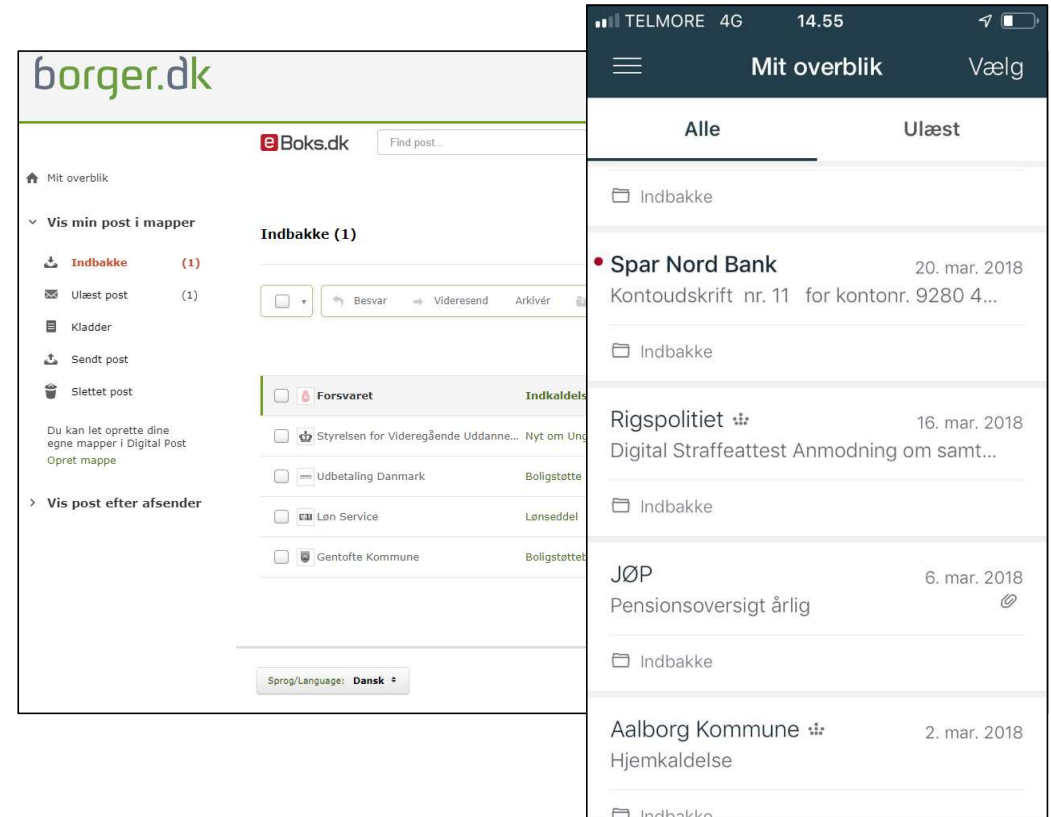 borger.dk
eBoks.dk
Find post...
Mit overblik
Vis min post i mapper
Indbakke (1)
Ulæst post (1)
Kladder
Sendt post
Slettet post
Du kan let oprette dine
egne mapper i Digital Post
Opret mappe
Vis post efter afsender
Indbakke (1)
Besvar Videresend Arkivér
Forsvaret Indkaldels
Styrelsen for Videregående Uddanne... Nyt om Ung
Udbetaling Danmark Boligstøtte
Løn Service Lønseddel
Gentofte Kommune Boligstøtteb
Sprog/Language: Dansk
TELMORE 4G 14.55
Mit overblik Vælg
Alle Ulæst
Indbakke
Spar Nord Bank 20. mar. 2018
Kontoudskrift nr. 11 for kontonr. 9280 4...
Indbakke
Rigspolitiet 16. mar. 2018
Digital Straffeattest Anmodning om samt...
Indbakke
JØP 6. mar. 2018
Pensionsoversigt årlig
Indbakke
Aalborg Kommune 2. mar. 2018
Hjemkaldelse
Indbakke